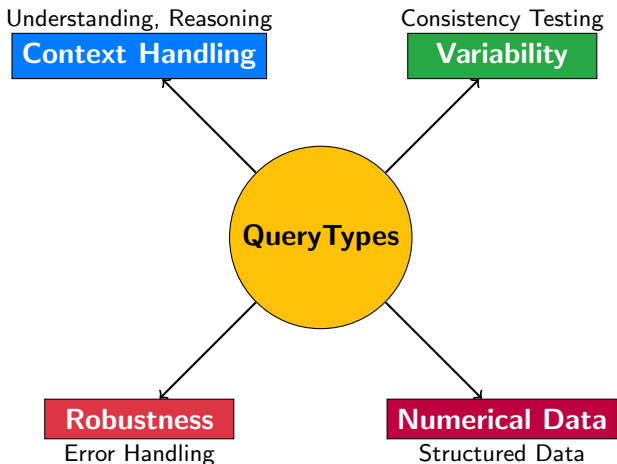 Understanding, Reasoning
Context Handling
Consistency Testing
Variability
QueryTypes
Robustness
Error Handling
Numerical Data
Structured Data